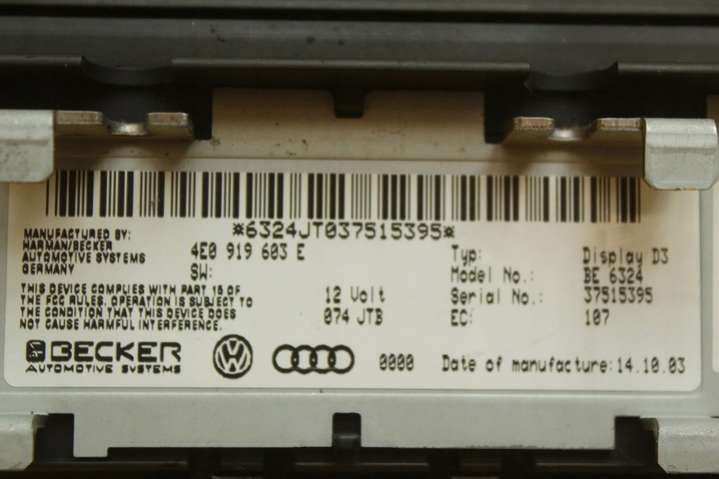 *6324JT037515395*
MANUFACTURED BY:
HARMAN/BECKER
AUTOMOTIVE SYSTEMS
GERMANY
4E0 919 603 E
SW:
Typ: Display D3
Model No.: BE 6324
Serial No.: 37515395
EC: 107
12 Volt
074 JTB
THIS DEVICE COMPLIES WITH PART 15 OF
THE FCC RULES. OPERATION IS SUBJECT TO
THE CONDITION THAT THIS DEVICE DOES
NOT CAUSE HARMFUL INTERFERENCE.
BECKER
AUTOMOTIVE SYSTEMS
0000
Date of manufacture: 14.10.03